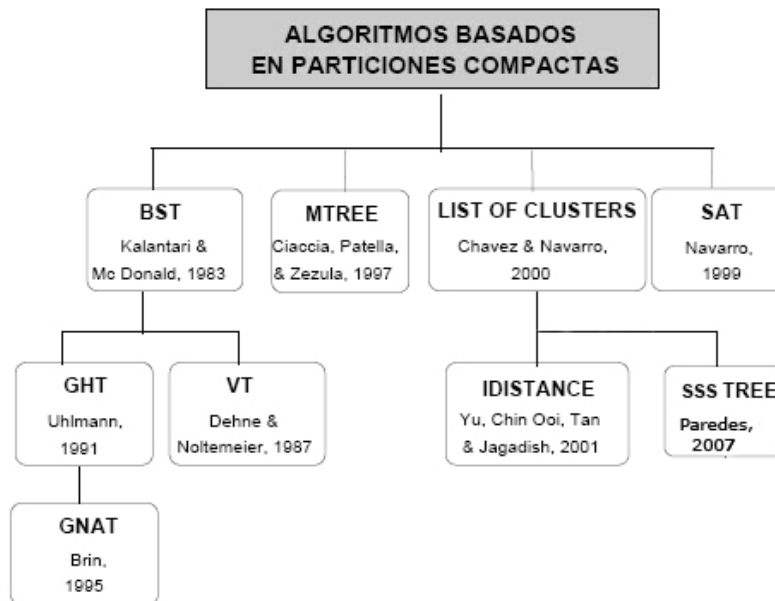 ALGORITMOS BASADOS
EN PARTICIONES COMPACTAS
BST
Kalantari &
Mc Donald, 1983
MTREE
Ciaccia, Patella,
& Zezula, 1997
LIST OF CLUSTERS
Chavez & Navarro,
2000
SAT
Navarro,
1999
GHT
Uhlmann,
1991
VT
Dehne &
Noltemeier, 1987
IDISTANCE
Yu, Chin Ooi, Tan
& Jagadish, 2001
SSS TREE
Paredes,
2007
GNAT
Brin,
1995